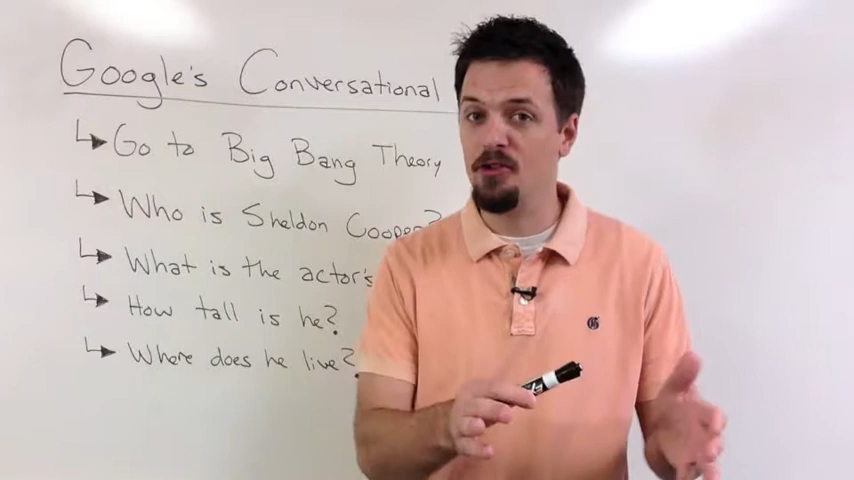 Google's Conversational
Go to Big Bang Theory
Who is Sheldon Cooper?
What is the actor's
How tall is he?
Where does he live?
G